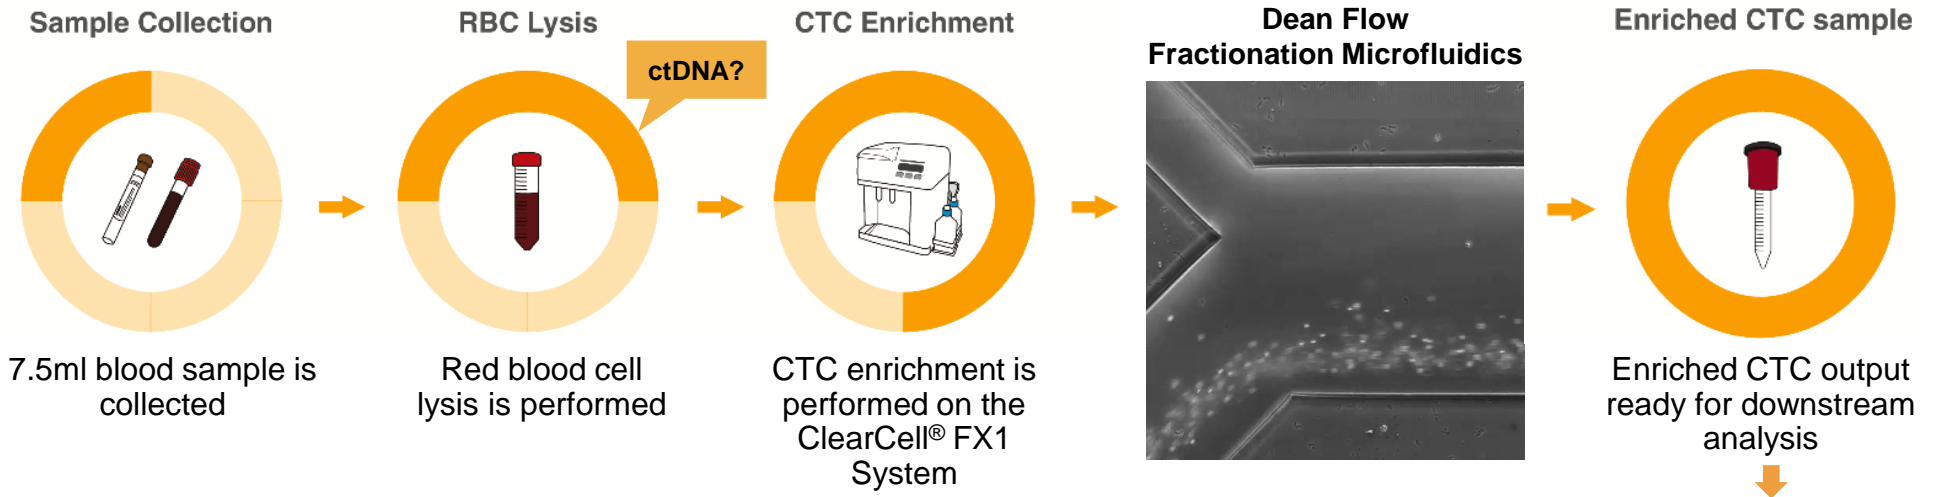 Sample Collection
7.5ml blood sample is
collected
RBC Lysis
ctDNA?
Red blood cell
lysis is performed
CTC Enrichment
CTC enrichment is
performed on the
ClearCell® FX1
System
Dean Flow
Fractionation Microfluidics
Enriched CTC sample
Enriched CTC output
ready for downstream
analysis